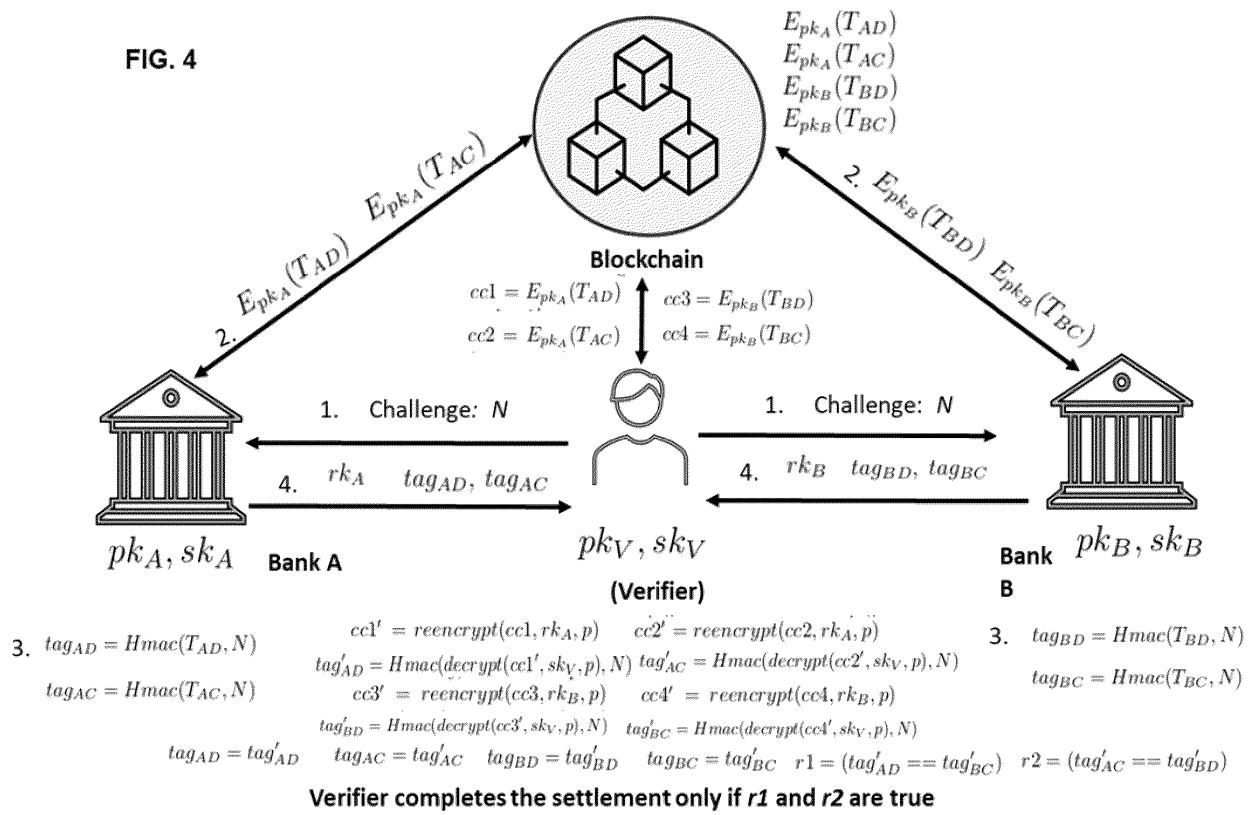 FIG. 4
E_{pk_A}(T_{AD})
E_{pk_A}(T_{AC})
E_{pk_B}(T_{BD})
E_{pk_B}(T_{BC})
2. E_{pk_A}(T_{AD}) E_{pk_A}(T_{AC})
2. E_{pk_B}(T_{BD}) E_{pk_B}(T_{BC})
Blockchain
cc1 = E_{pk_A}(T_{AD}) cc3 = E_{pk_B}(T_{BD})
cc2 = E_{pk_A}(T_{AC}) cc4 = E_{pk_B}(T_{BC})
1. Challenge: N
1. Challenge: N
4. rk_A tag_{AD}, tag_{AC}
4. rk_B tag_{BD}, tag_{BC}
pk_A, sk_A
Bank A
pk_V, sk_V
(Verifier)
Bank
B
pk_B, sk_B
3. tag_{AD} = Hmac(T_{AD}, N)
tag_{AC} = Hmac(T_{AC}, N)
cc1' = reencrypt(cc1, rk_A, p) cc2' = reencrypt(cc2, rk_A, p)
tag'_{AD} = Hmac(decrypt(cc1', sk_V, p), N) tag'_{AC} = Hmac(decrypt(cc2', sk_V, p), N)
cc3' = reencrypt(cc3, rk_B, p) cc4' = reencrypt(cc4, rk_B, p)
tag'_{BD} = Hmac(decrypt(cc3', sk_V, p), N) tag'_{BC} = Hmac(decrypt(cc4', sk_V, p), N)
3. tag_{BD} = Hmac(T_{BD}, N)
tag_{BC} = Hmac(T_{BC}, N)
tag_{AD} = tag'_{AD} tag_{AC} = tag'_{AC} tag_{BD} = tag'_{BD} tag_{BC} = tag'_{BC} r1 = (tag'_{AD} == tag'_{BC}) r2 = (tag'_{AC} == tag'_{BD})
Verifier completes the settlement only if r1 and r2 are true